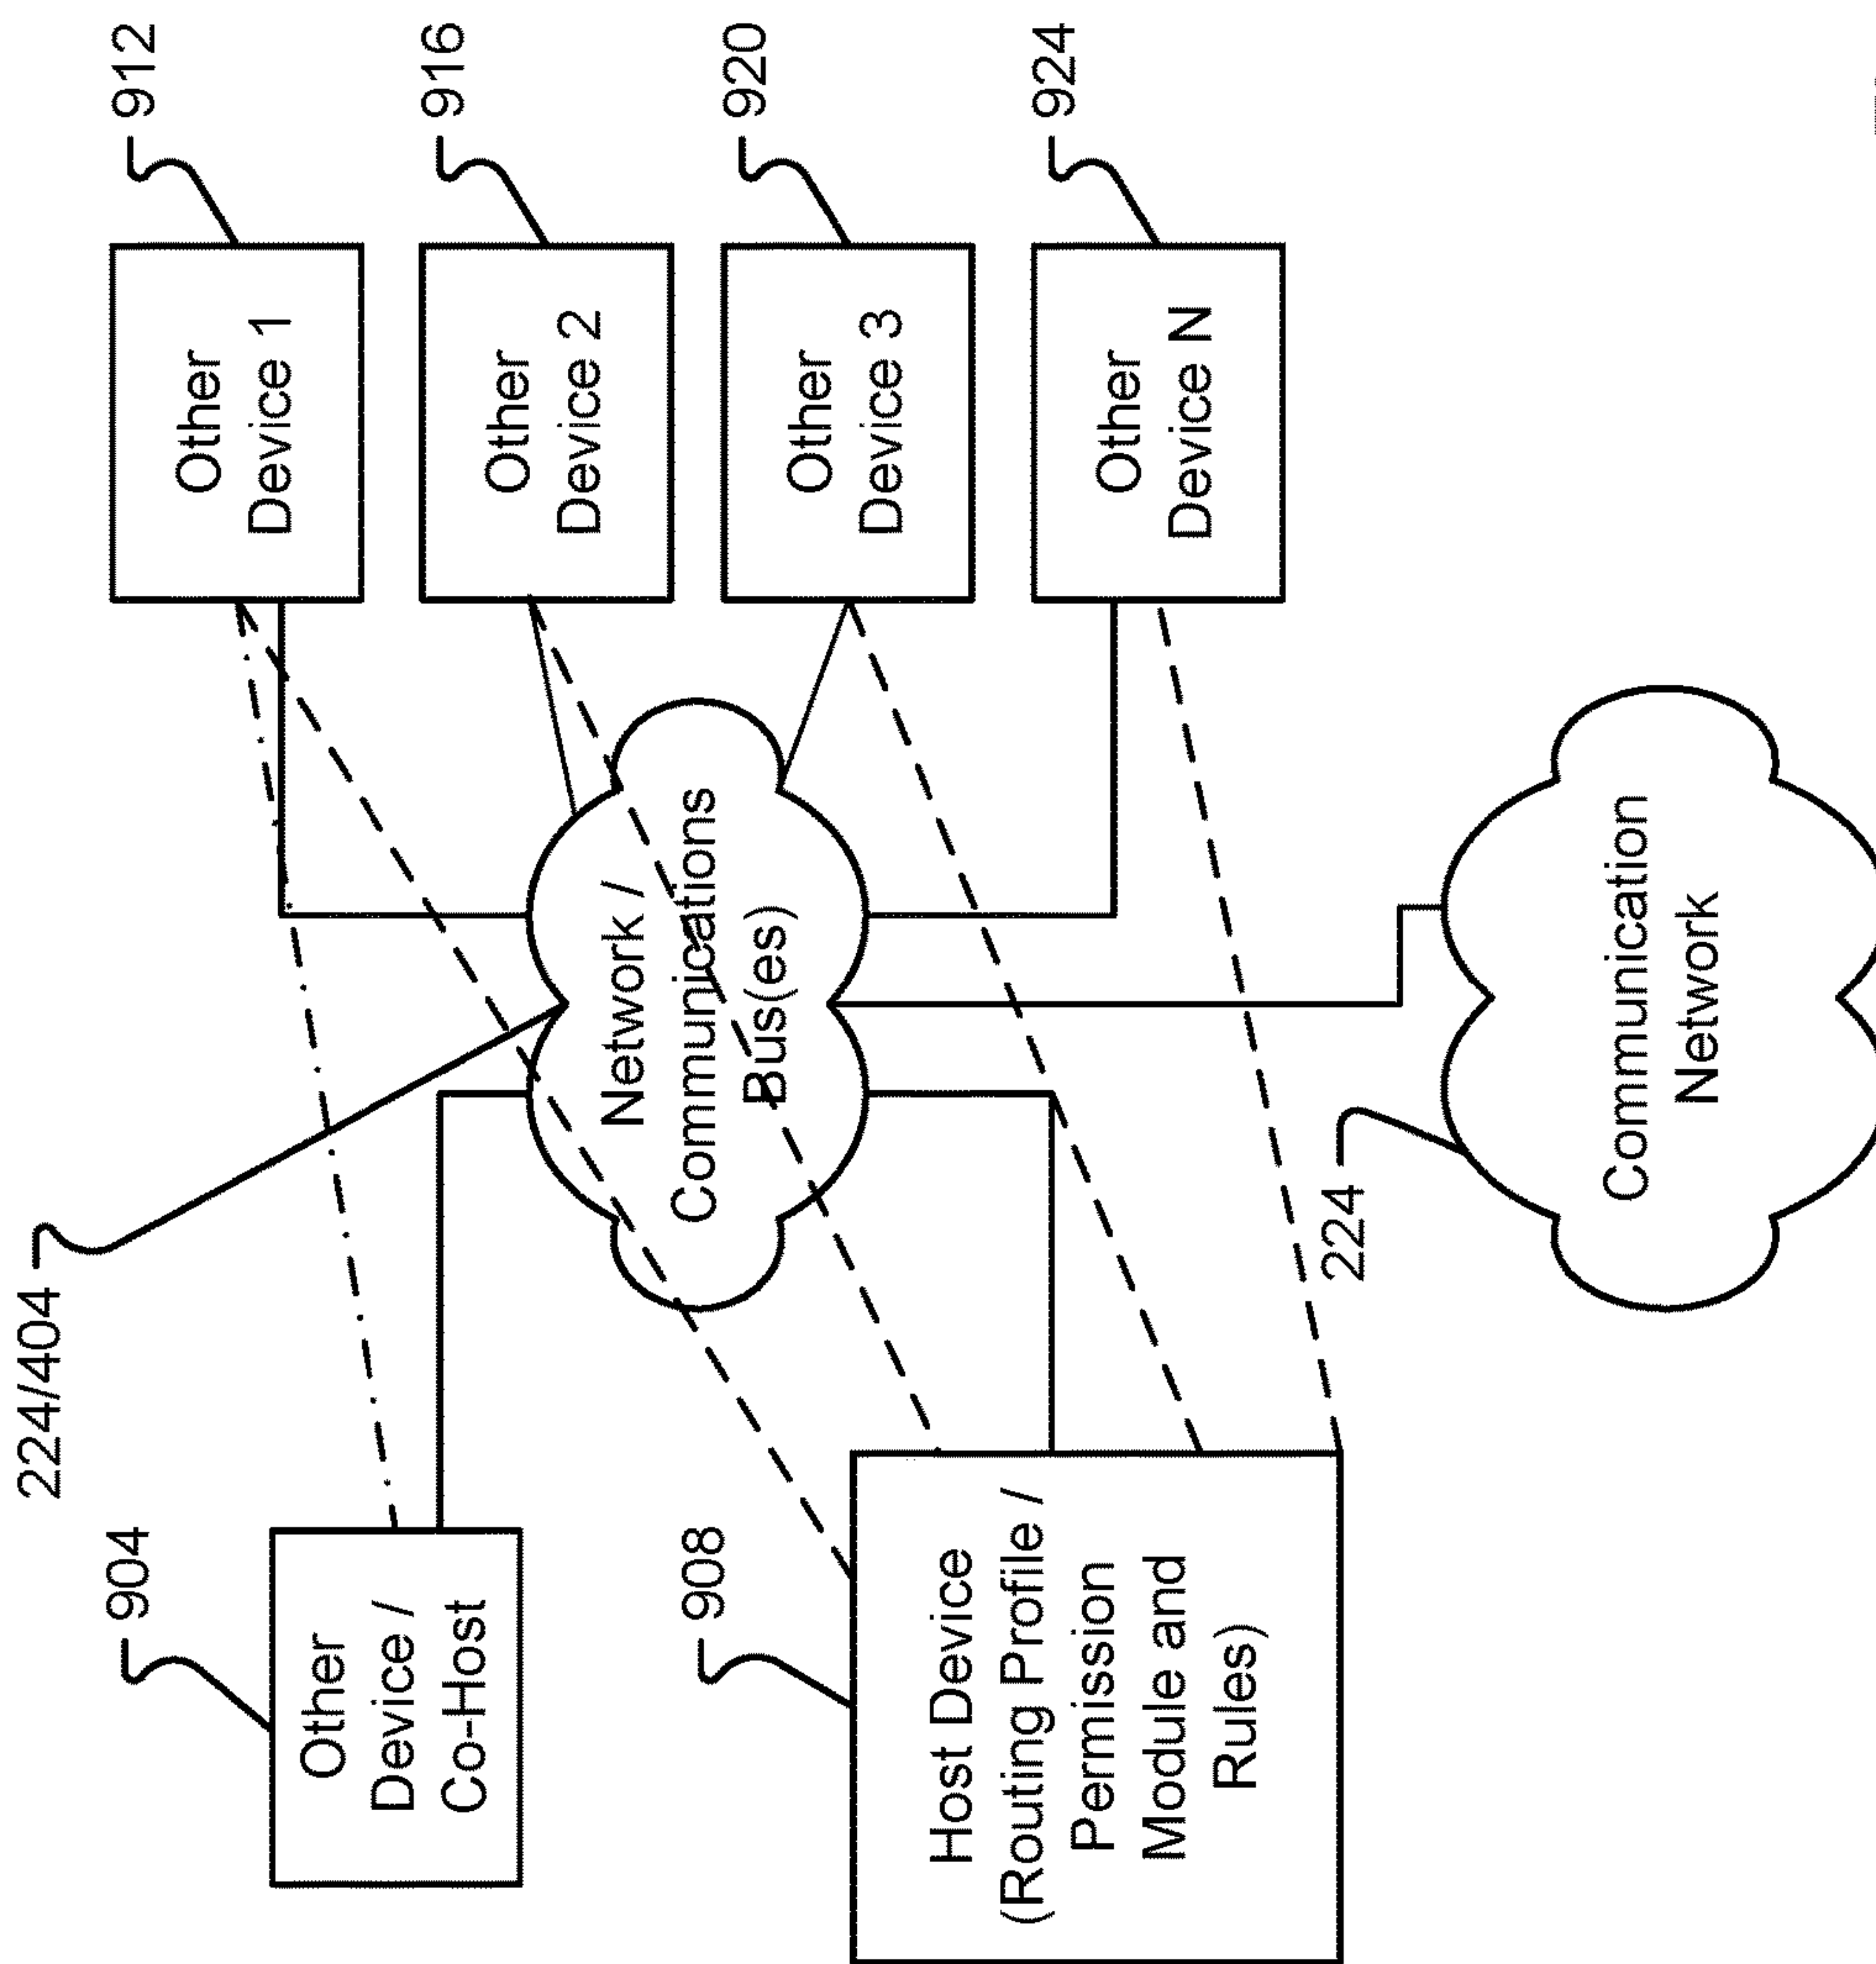 912
916
920
924
Other
Device 1
Other
Device 2
Other
Device 3
Other
Device N
224/404
Network /
Communications
Bus(es)
224
Communication
Network
904
Other
Device /
Co-Host
908
Host Device
(Routing Profile /
Permission
Module and
Rules)